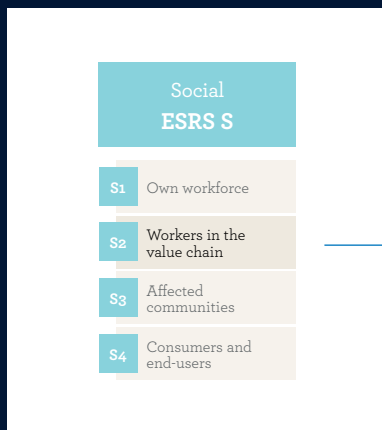 Social
ESRS S
S1 Own workforce
S2 Workers in the
value chain
S3 Affected
communities
S4 Consumers and
end-users